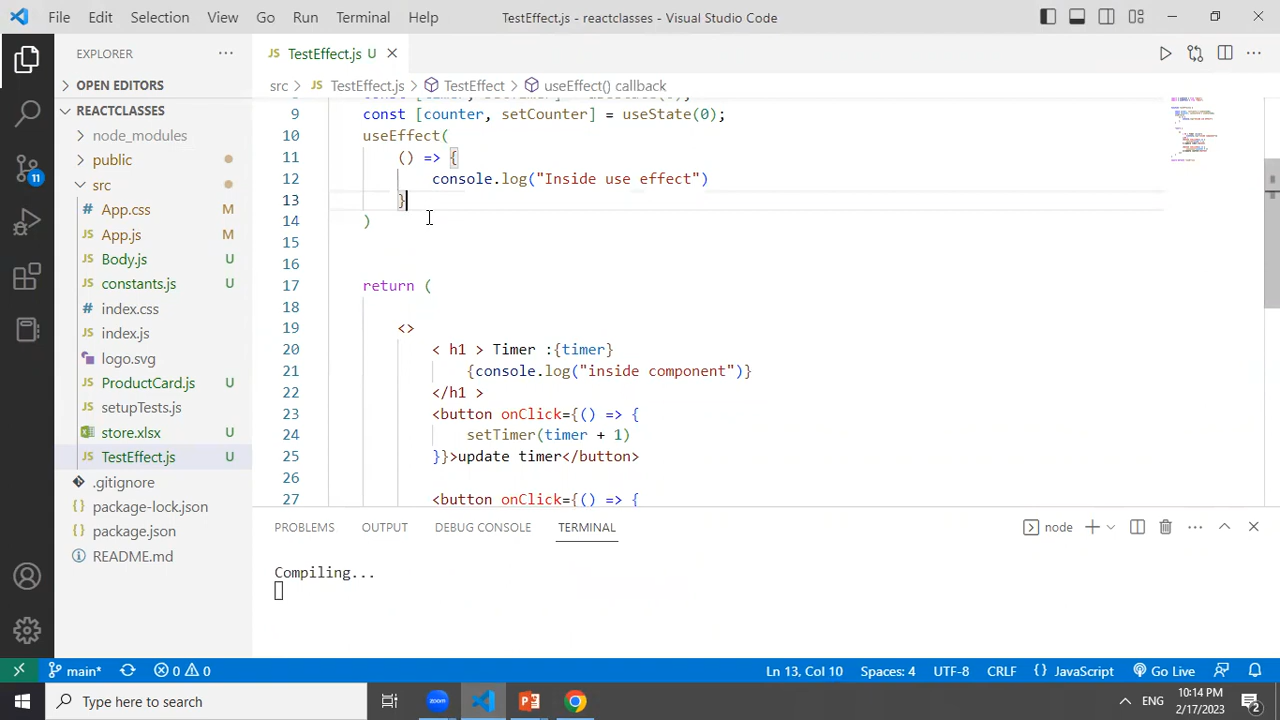 File Edit Selection View Go Run Terminal Help TestEffect.js - reactclasses - Visual Studio Code
EXPLORER
OPEN EDITORS
REACTCLASSES
node_modules
public
src
App.css M
App.js M
Body.js U
constants.js U
index.css
index.js
logo.svg
ProductCard.js U
setupTests.js
store.xlsx U
TestEffect.js U
.gitignore
package-lock.json
package.json
README.md
11
JS TestEffect.js U
src > JS TestEffect.js > TestEffect > useEffect() callback
9 const [counter, setCounter] = useState(0);
10 useEffect(
11 () => {
12 console.log("Inside use effect")
13 }
14 )
15
16
17 return (
18
19 <>
20 < h1 > Timer :{timer}
21 {console.log("inside component")}
22 </h1 >
23 <button onClick={() => {
24 setTimer(timer + 1)
25 }}>update timer</button>
26
27 <button onClick={() => {
PROBLEMS OUTPUT DEBUG CONSOLE TERMINAL node
Compiling...
main* 0 0 Ln 13, Col 10 Spaces: 4 UTF-8 CRLF {} JavaScript Go Live
Type here to search zoom ENG 10:14 PM
2/17/2023 2